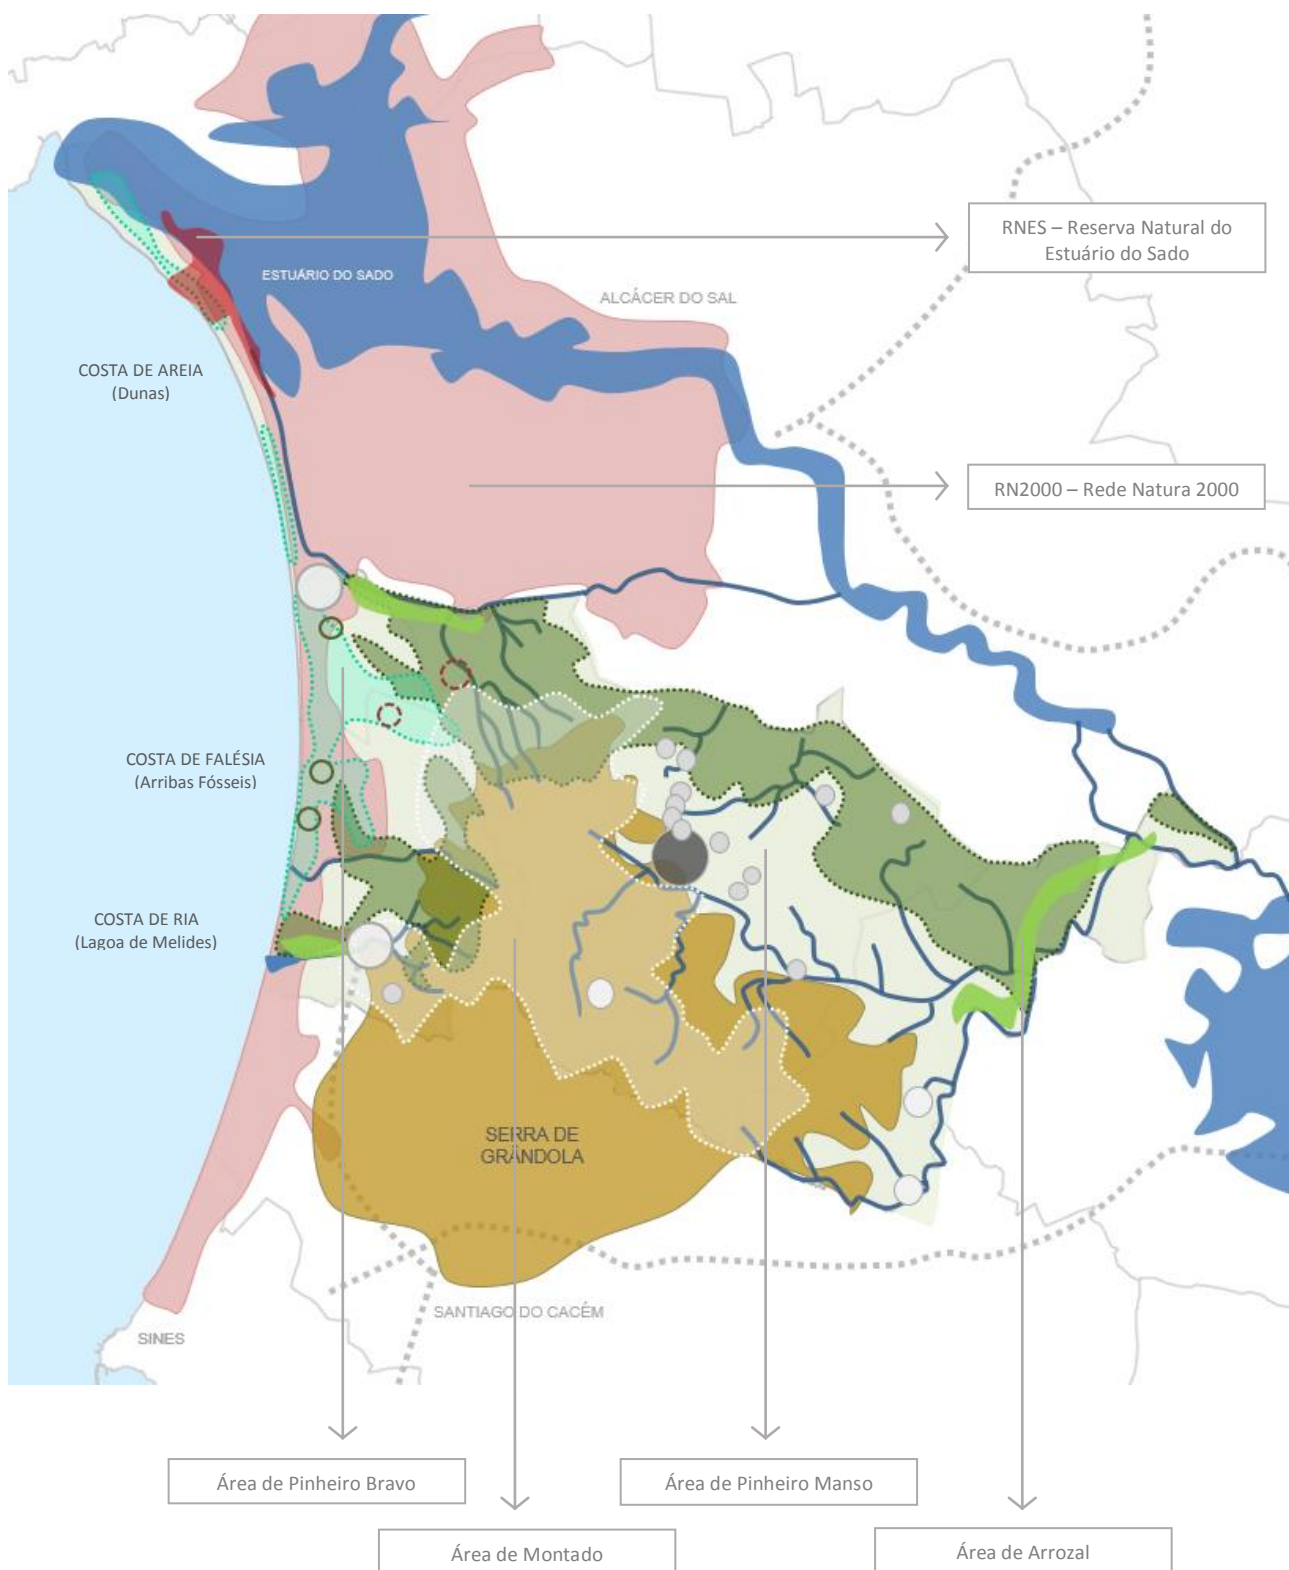 RNES – Reserva Natural do
Estuário do Sado
ESTUÁRIO DO SADO
ALCÁCER DO SAL
COSTA DE AREIA
(Dunas)
RN2000 – Rede Natura 2000
COSTA DE FALÉSIA
(Arribas Fósseis)
COSTA DE RIA
(Lagoa de Melides)
SERRA DE
GRÂNDOLA
SANTIAGO DO CACÉM
SINES
Área de Pinheiro Bravo
Área de Pinheiro Manso
Área de Montado
Área de Arrozal